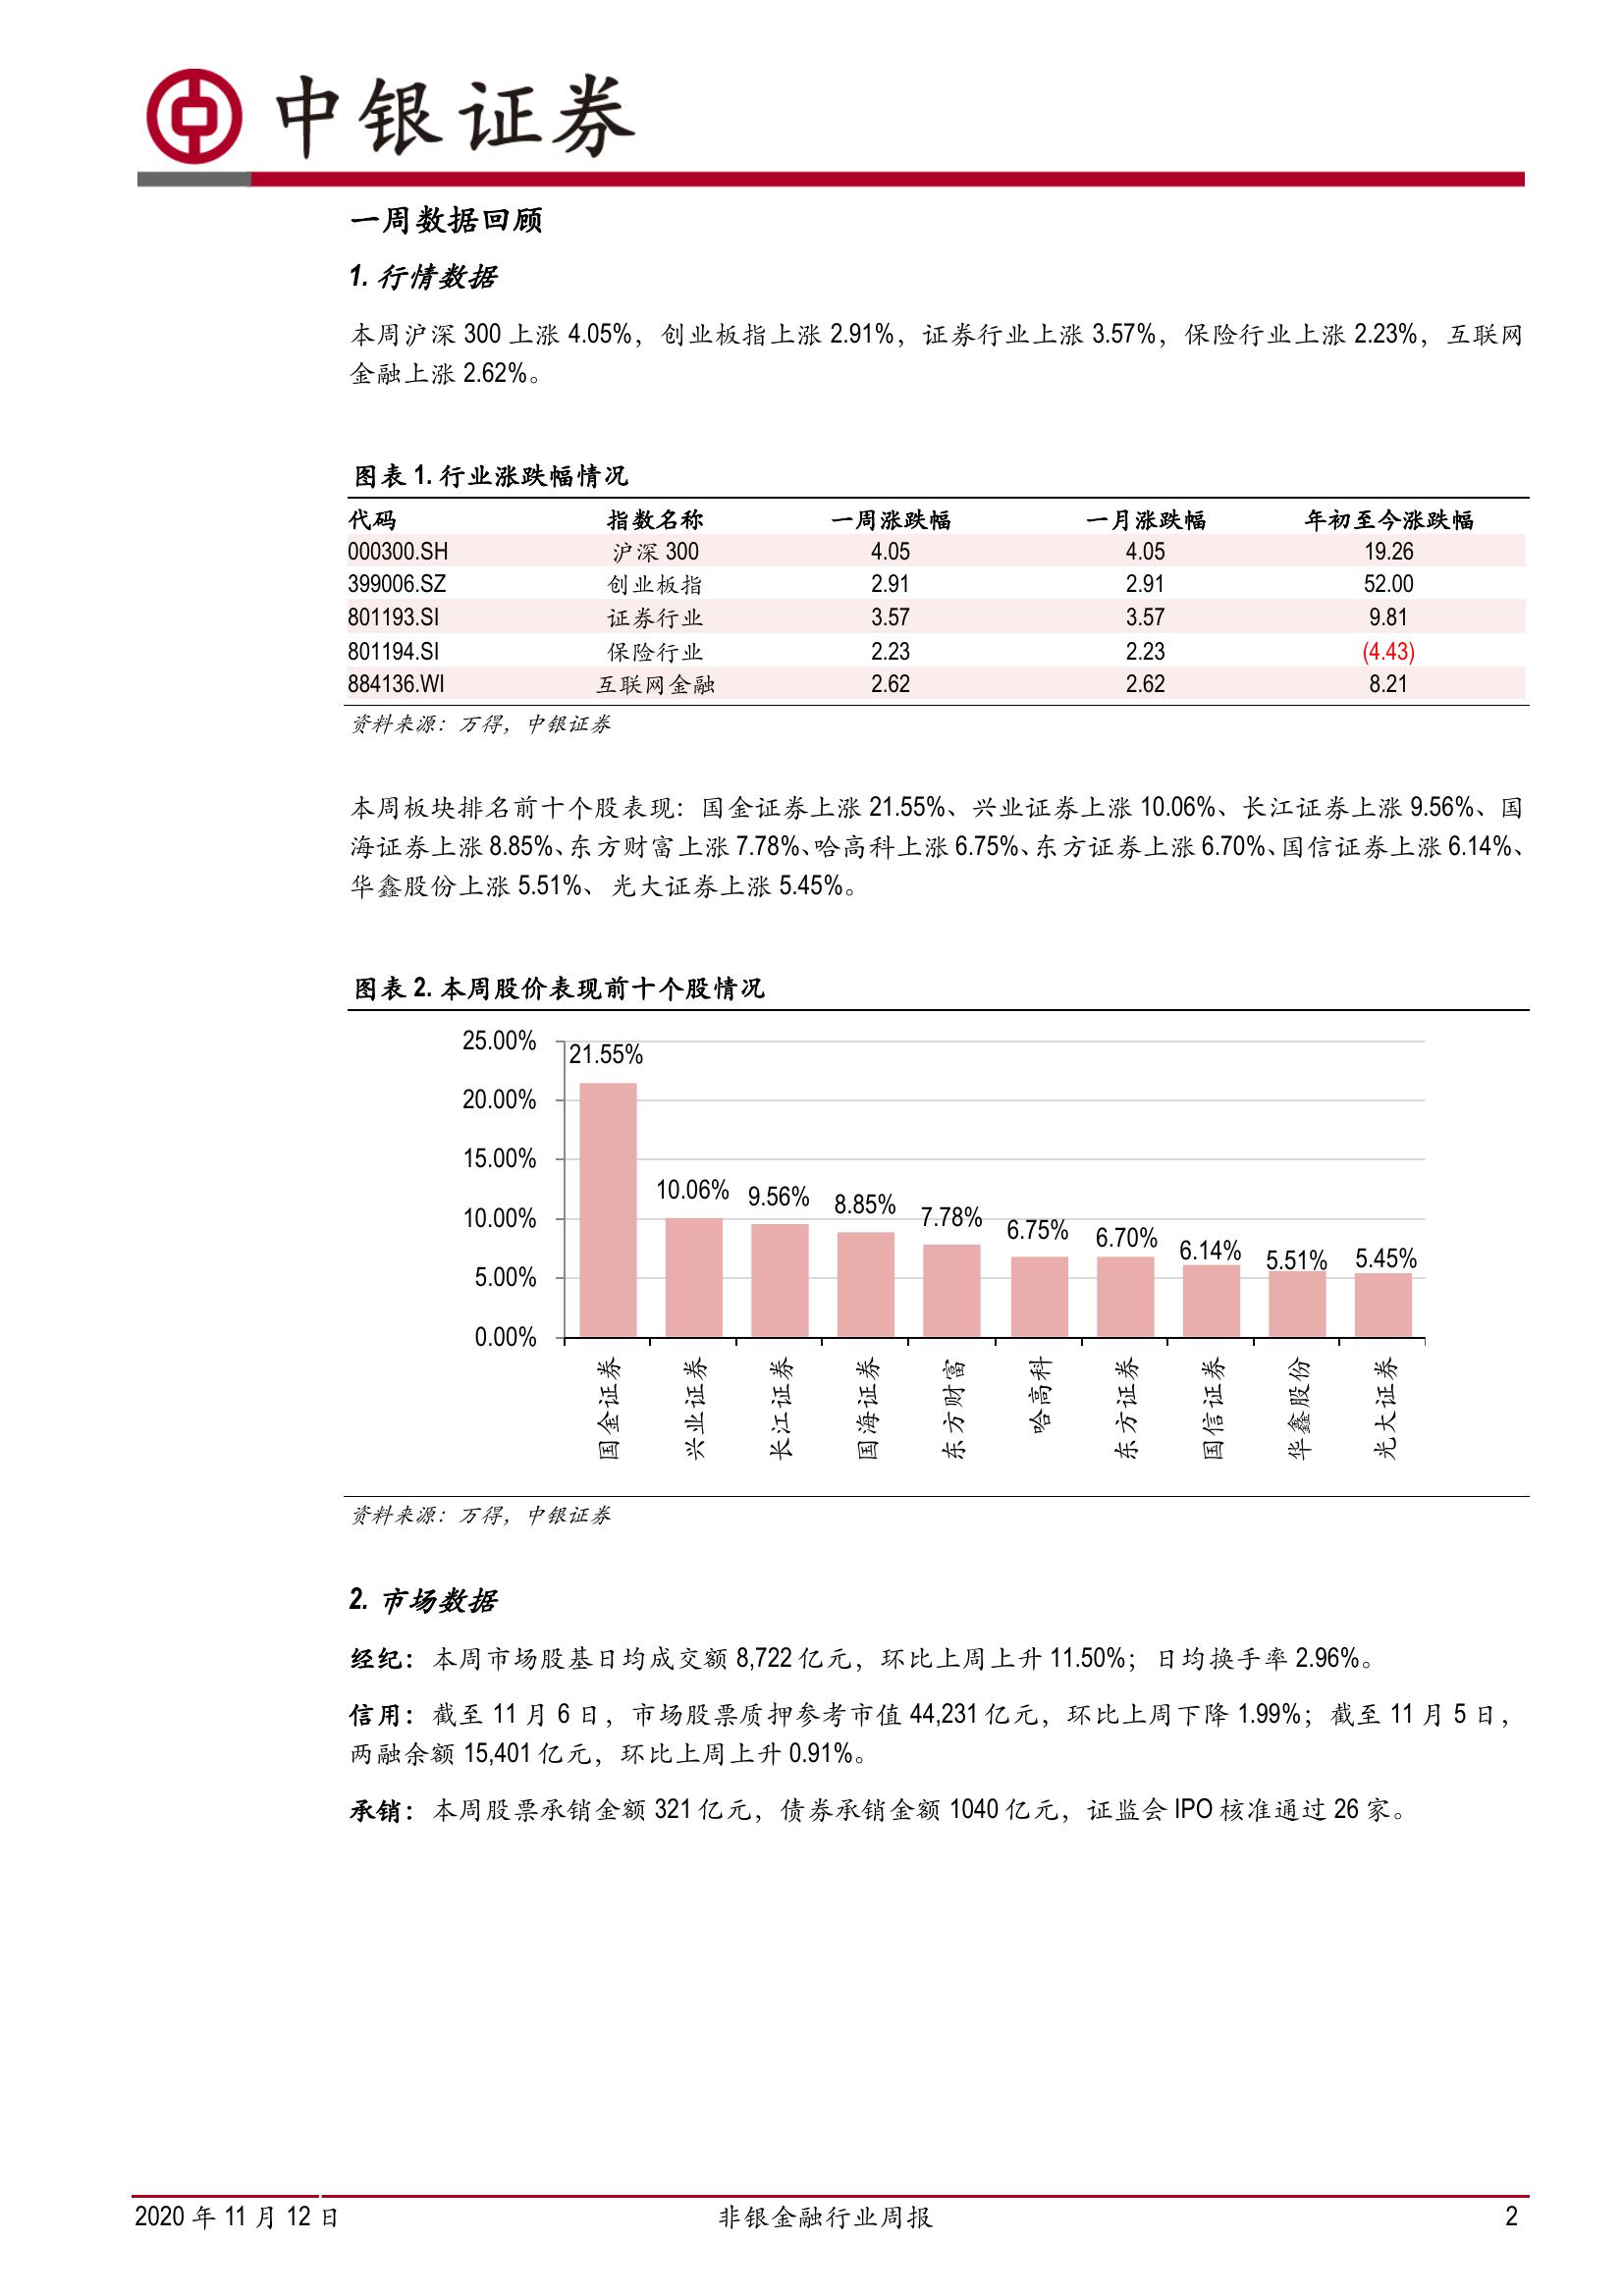 中银证券
一周数据回顾
1. 行情数据
本周沪深 300 上涨 4.05%，创业板指上涨 2.91%，证券行业上涨 3.57%，保险行业上涨 2.23%，互联网
金融上涨 2.62%。
图表 1. 行业涨跌幅情况
代码 指数名称 一周涨跌幅 一月涨跌幅 年初至今涨跌幅
000300.SH 沪深 300 4.05 4.05 19.26
399006.SZ 创业板指 2.91 2.91 52.00
801193.SI 证券行业 3.57 3.57 9.81
801194.SI 保险行业 2.23 2.23 (4.43)
884136.WI 互联网金融 2.62 2.62 8.21
资料来源：万得，中银证券
本周板块排名前十个股表现：国金证券上涨 21.55%、兴业证券上涨 10.06%、长江证券上涨 9.56%、国
海证券上涨 8.85%、东方财富上涨 7.78%、哈高科上涨 6.75%、东方证券上涨 6.70%、国信证券上涨 6.14%、
华鑫股份上涨 5.51%、光大证券上涨 5.45%。
图表 2. 本周股价表现前十个股情况
25.00%
20.00%
15.00%
10.00%
5.00%
0.00%
21.55%
10.06%
9.56%
8.85%
7.78%
6.75%
6.70%
6.14%
5.51%
5.45%
国金证券
兴业证券
长江证券
国海证券
东方财富
哈高科
东方证券
国信证券
华鑫股份
光大证券
资料来源：万得，中银证券
2. 市场数据
经纪：本周市场股基日均成交额 8,722 亿元，环比上周上升 11.50%；日均换手率 2.96%。
信用：截至 11 月 6 日，市场股票质押参考市值 44,231 亿元，环比上周下降 1.99%；截至 11 月 5 日，
两融余额 15,401 亿元，环比上周上升 0.91%。
承销：本周股票承销金额 321 亿元，债券承销金额 1040 亿元，证监会 IPO 核准通过 26 家。
2020 年 11 月 12 日 非银金融行业周报 2